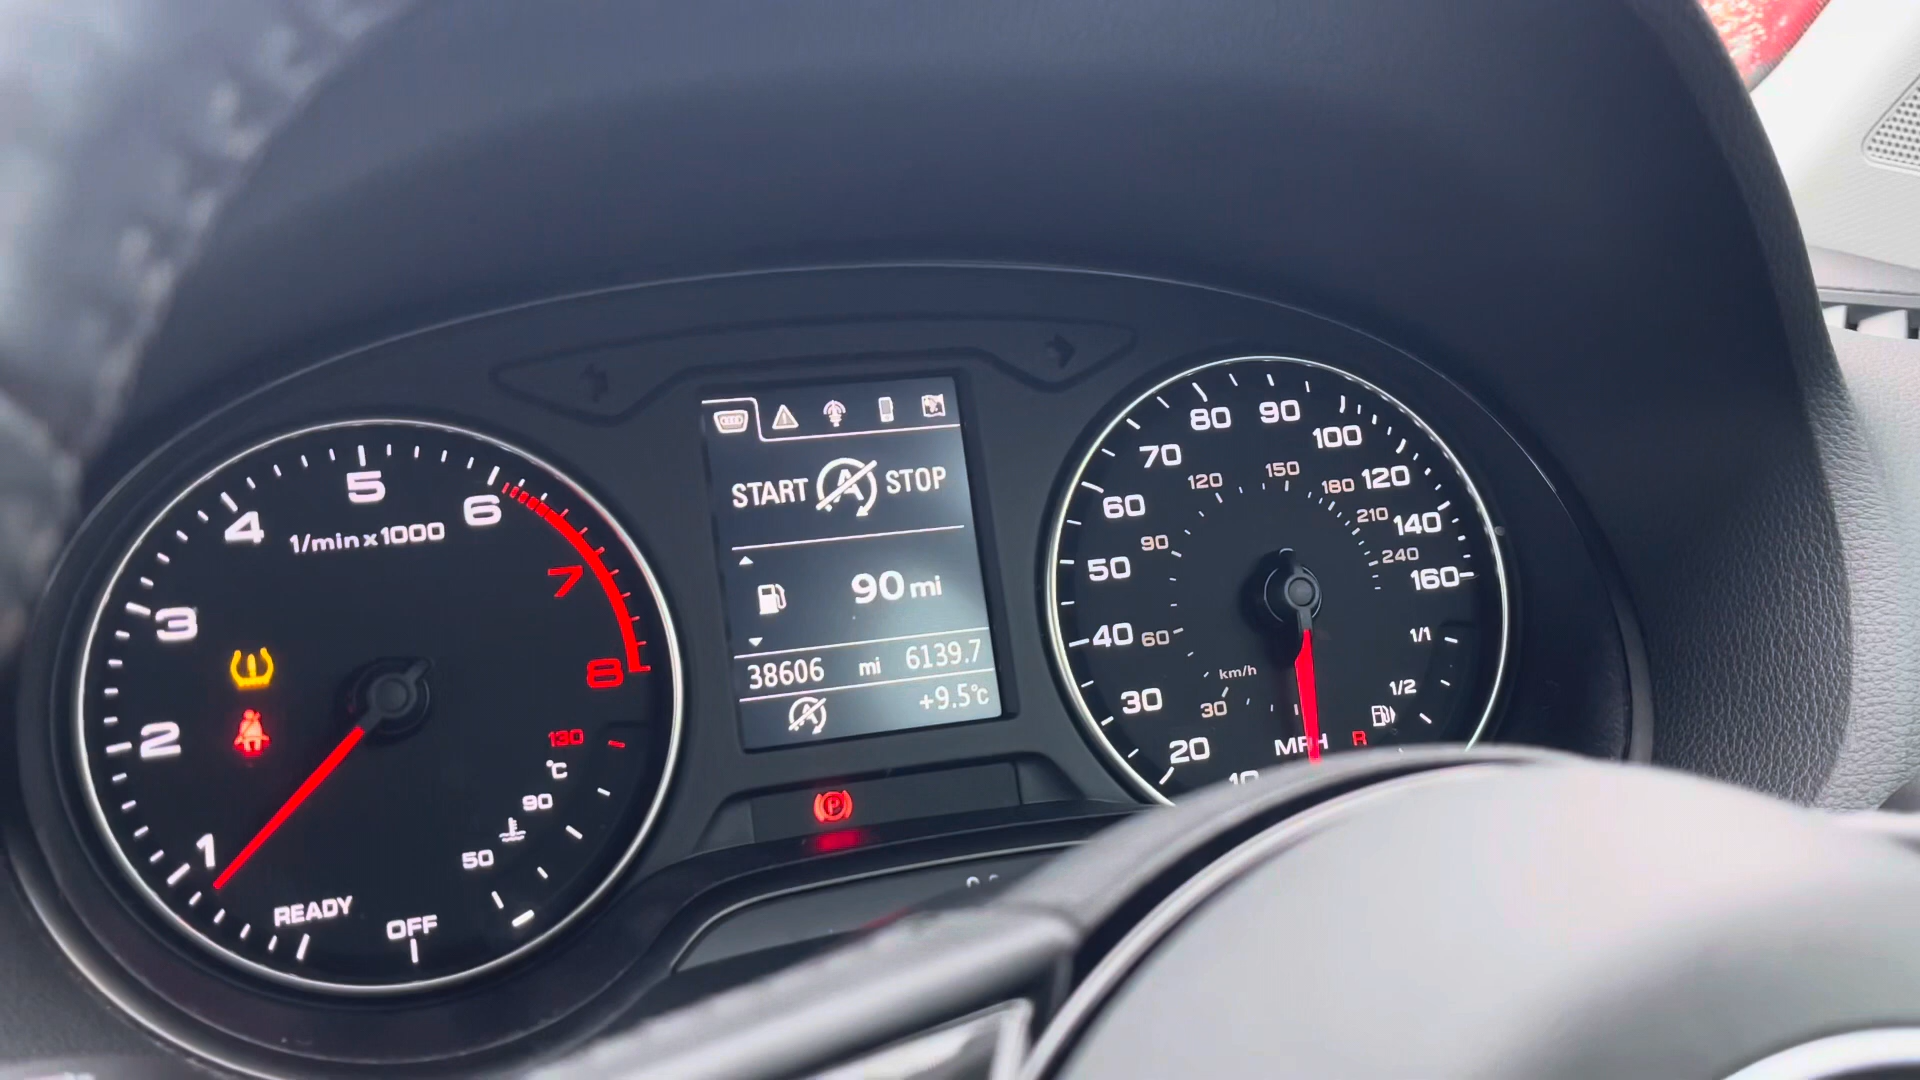 1/min x 1000
1
2
3
4
5
6
7
8
READY
OFF
50
90
130
°C
START A STOP
90 mi
38606 mi 6139.7
A
+9.5°C
P
20
30
40
50
60
70
80
90
100
120
140
160
30
60
90
120
150
180
210
240
km/h
MPH
R
1/2
1/1